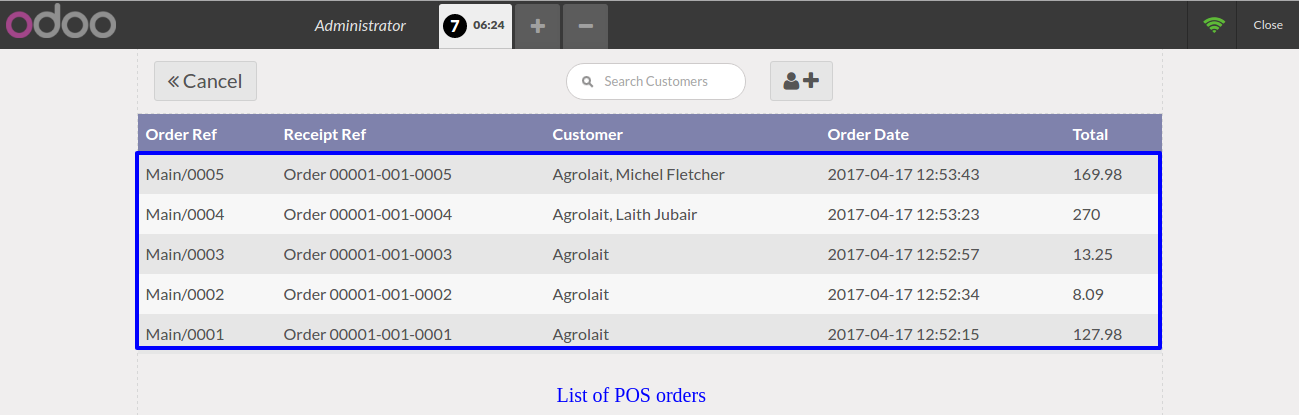 odoo Administrator 7 06:24 Close
Cancel Search Customers
Order Ref Receipt Ref Customer Order Date Total
Main/0005 Order 00001-001-0005 Agrolait, Michel Fletcher 2017-04-17 12:53:43 169.98
Main/0004 Order 00001-001-0004 Agrolait, Laith Jubair 2017-04-17 12:53:23 270
Main/0003 Order 00001-001-0003 Agrolait 2017-04-17 12:52:57 13.25
Main/0002 Order 00001-001-0002 Agrolait 2017-04-17 12:52:34 8.09
Main/0001 Order 00001-001-0001 Agrolait 2017-04-17 12:52:15 127.98
List of POS orders